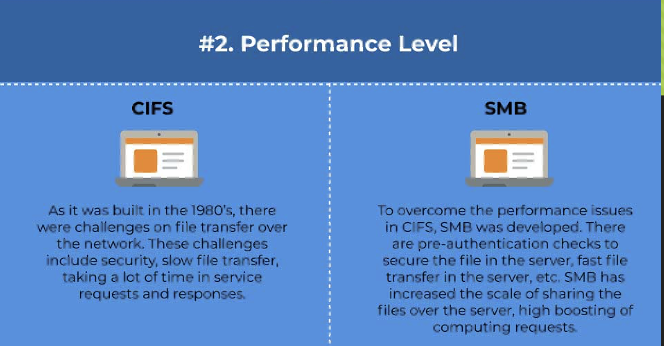 #2. Performance Level
CIFS
As it was built in the 1980's, there
were challenges on file transfer over
the network. These challenges
include security, slow file transfer,
taking a lot of time in service
requests and responses.
SMB
To overcome the performance issues
in CIFS, SMB was developed. There
are pre-authentication checks to
secure the file in the server, fast file
transfer in the server, etc. SMB has
increased the scale of sharing the
files over the server, high boosting of
computing requests.